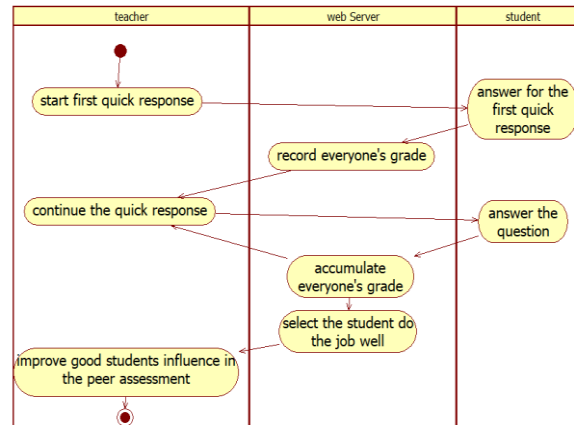 teacher
web Server
student
start first quick response
answer for the
first quick
response
record everyone's grade
continue the quick response
answer the
question
accumulate
everyone's grade
select the student do
the job well
improve good students influence in
the peer assessment